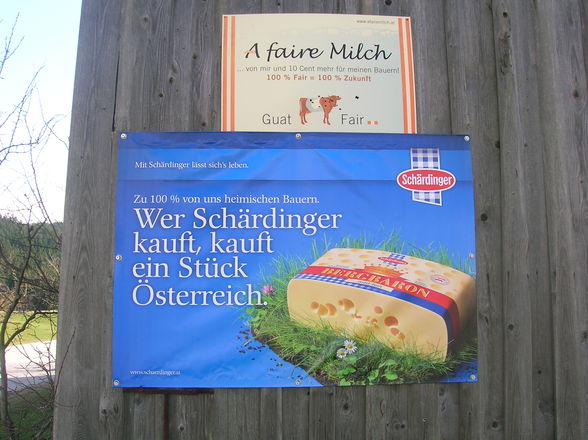 www.afairemilch.at
A faire Milch
... von mir und 10 Cent mehr für meinen Bauern!
100 % Fair = 100 % Zukunft
Guat Fair
Mit Schärdinger lässt sich's leben.
Schärdinger
Zu 100 % von uns heimischen Bauern.
Wer Schärdinger
kauft, kauft
ein Stück
Österreich.
BERGBARON
www.schaerdinger.at